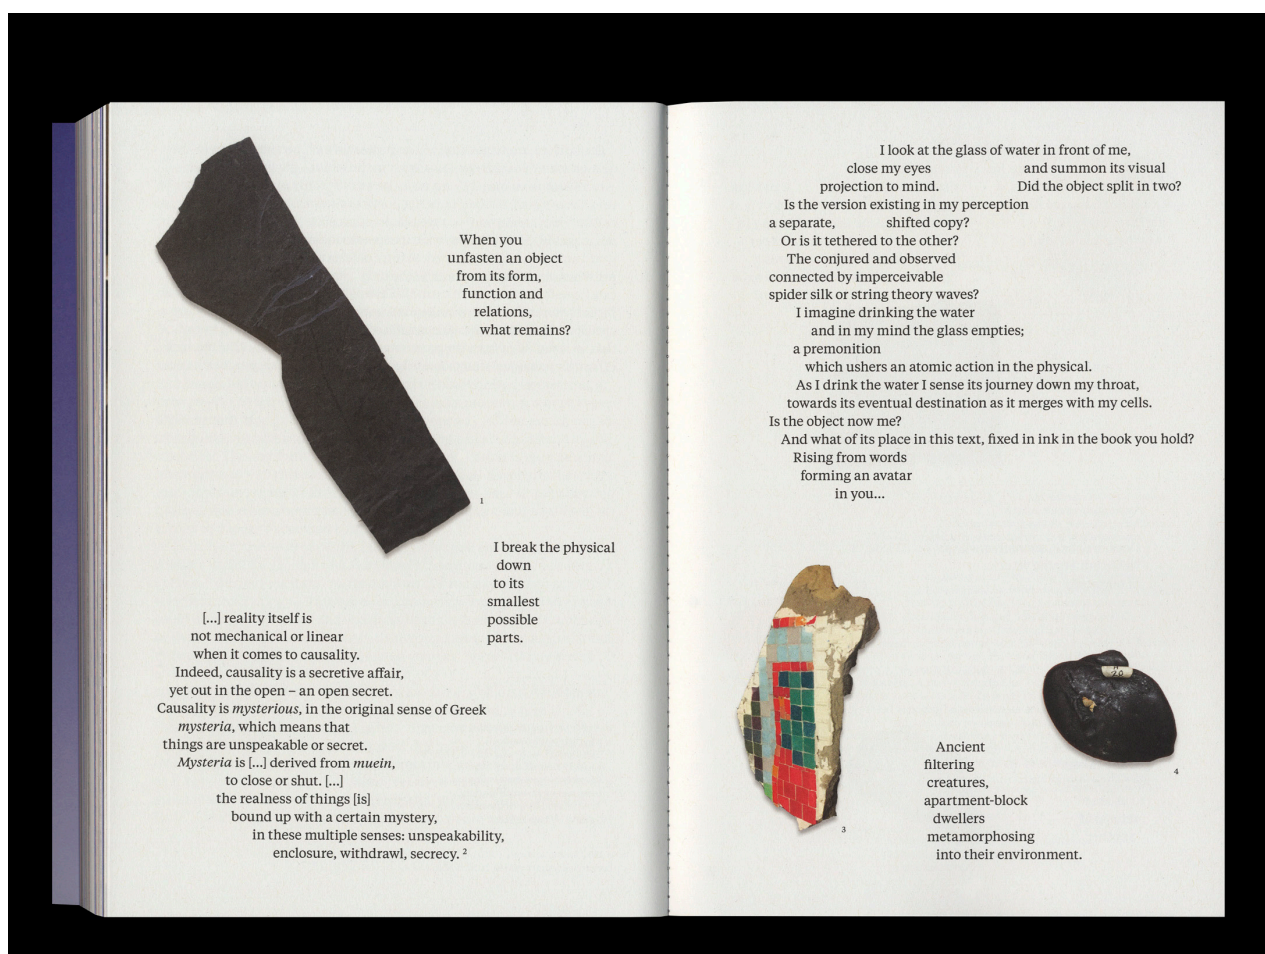 When you
unfasten an object
from its form,
function and
relations,
what remains?
1
I break the physical
down
to its
smallest
possible
parts.
[...] reality itself is
not mechanical or linear
when it comes to causality.
Indeed, causality is a secretive affair,
yet out in the open – an open secret.
Causality is mysterious, in the original sense of Greek
mysteria, which means that
things are unspeakable or secret.
Mysteria is [...] derived from muein,
to close or shut. [...]
the realness of things [is]
bound up with a certain mystery,
in these multiple senses: unspeakability,
enclosure, withdrawl, secrecy. 2
I look at the glass of water in front of me,
close my eyes and summon its visual
projection to mind. Did the object split in two?
Is the version existing in my perception
a separate, shifted copy?
Or is it tethered to the other?
The conjured and observed
connected by imperceivable
spider silk or string theory waves?
I imagine drinking the water
and in my mind the glass empties;
a premonition
which ushers an atomic action in the physical.
As I drink the water I sense its journey down my throat,
towards its eventual destination as it merges with my cells.
Is the object now me?
And what of its place in this text, fixed in ink in the book you hold?
Rising from words
forming an avatar
in you...
3
20
4
Ancient
filtering
creatures,
apartment-block
dwellers
metamorphosing
into their environment.